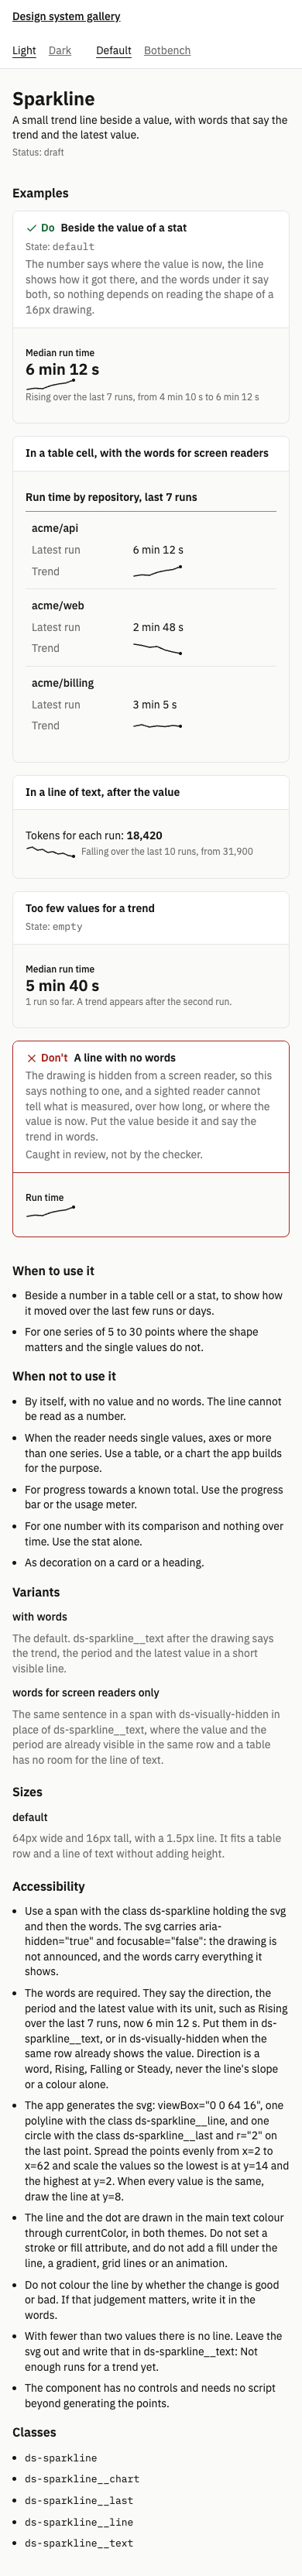 Design system gallery
Light Dark Default Botbench
Sparkline
A small trend line beside a value, with words that say the
trend and the latest value.
Status: draft
Examples
Do Beside the value of a stat
State: default
The number says where the value is now, the line
shows how it got there, and the words under it say
both, so nothing depends on reading the shape of a
16px drawing.
Median run time
6 min 12 s
Rising over the last 7 runs, from 4 min 10 s to 6 min 12 s
In a table cell, with the words for screen readers
Run time by repository, last 7 runs
acme/api
Latest run 6 min 12 s
Trend
acme/web
Latest run 2 min 48 s
Trend
acme/billing
Latest run 3 min 5 s
Trend
In a line of text, after the value
Tokens for each run: 18,420
Falling over the last 10 runs, from 31,900
Too few values for a trend
State: empty
Median run time
5 min 40 s
1 run so far. A trend appears after the second run.
Don't A line with no words
The drawing is hidden from a screen reader, so this
says nothing to one, and a sighted reader cannot
tell what is measured, over how long, or where the
value is now. Put the value beside it and say the
trend in words.
Caught in review, not by the checker.
Run time
When to use it
Beside a number in a table cell or a stat, to show how
it moved over the last few runs or days.
For one series of 5 to 30 points where the shape
matters and the single values do not.
When not to use it
By itself, with no value and no words. The line cannot
be read as a number.
When the reader needs single values, axes or more
than one series. Use a table, or a chart the app builds
for the purpose.
For progress towards a known total. Use the progress
bar or the usage meter.
For one number with its comparison and nothing over
time. Use the stat alone.
As decoration on a card or a heading.
Variants
with words
The default. ds-sparkline__text after the drawing says
the trend, the period and the latest value in a short
visible line.
words for screen readers only
The same sentence in a span with ds-visually-hidden in
place of ds-sparkline__text, where the value and the
period are already visible in the same row and a table
has no room for the line of text.
Sizes
default
64px wide and 16px tall, with a 1.5px line. It fits a table
row and a line of text without adding height.
Accessibility
Use a span with the class ds-sparkline holding the svg
and then the words. The svg carries aria-
hidden="true" and focusable="false": the drawing is
not announced, and the words carry everything it
shows.
The words are required. They say the direction, the
period and the latest value with its unit, such as Rising
over the last 7 runs, now 6 min 12 s. Put them in ds-
sparkline__text, or in ds-visually-hidden when the
same row already shows the value. Direction is a
word, Rising, Falling or Steady, never the line's slope
or a colour alone.
The app generates the svg: viewBox="0 0 64 16", one
polyline with the class ds-sparkline__line, and one
circle with the class ds-sparkline__last and r="2" on
the last point. Spread the points evenly from x=2 to
x=62 and scale the values so the lowest is at y=14 and
the highest at y=2. When every value is the same,
draw the line at y=8.
The line and the dot are drawn in the main text colour
through currentColor, in both themes. Do not set a
stroke or fill attribute, and do not add a fill under the
line, a gradient, grid lines or an animation.
Do not colour the line by whether the change is good
or bad. If that judgement matters, write it in the
words.
With fewer than two values there is no line. Leave the
svg out and write that in ds-sparkline__text: Not
enough runs for a trend yet.
The component has no controls and needs no script
beyond generating the points.
Classes
ds-sparkline
ds-sparkline__chart
ds-sparkline__last
ds-sparkline__line
ds-sparkline__text